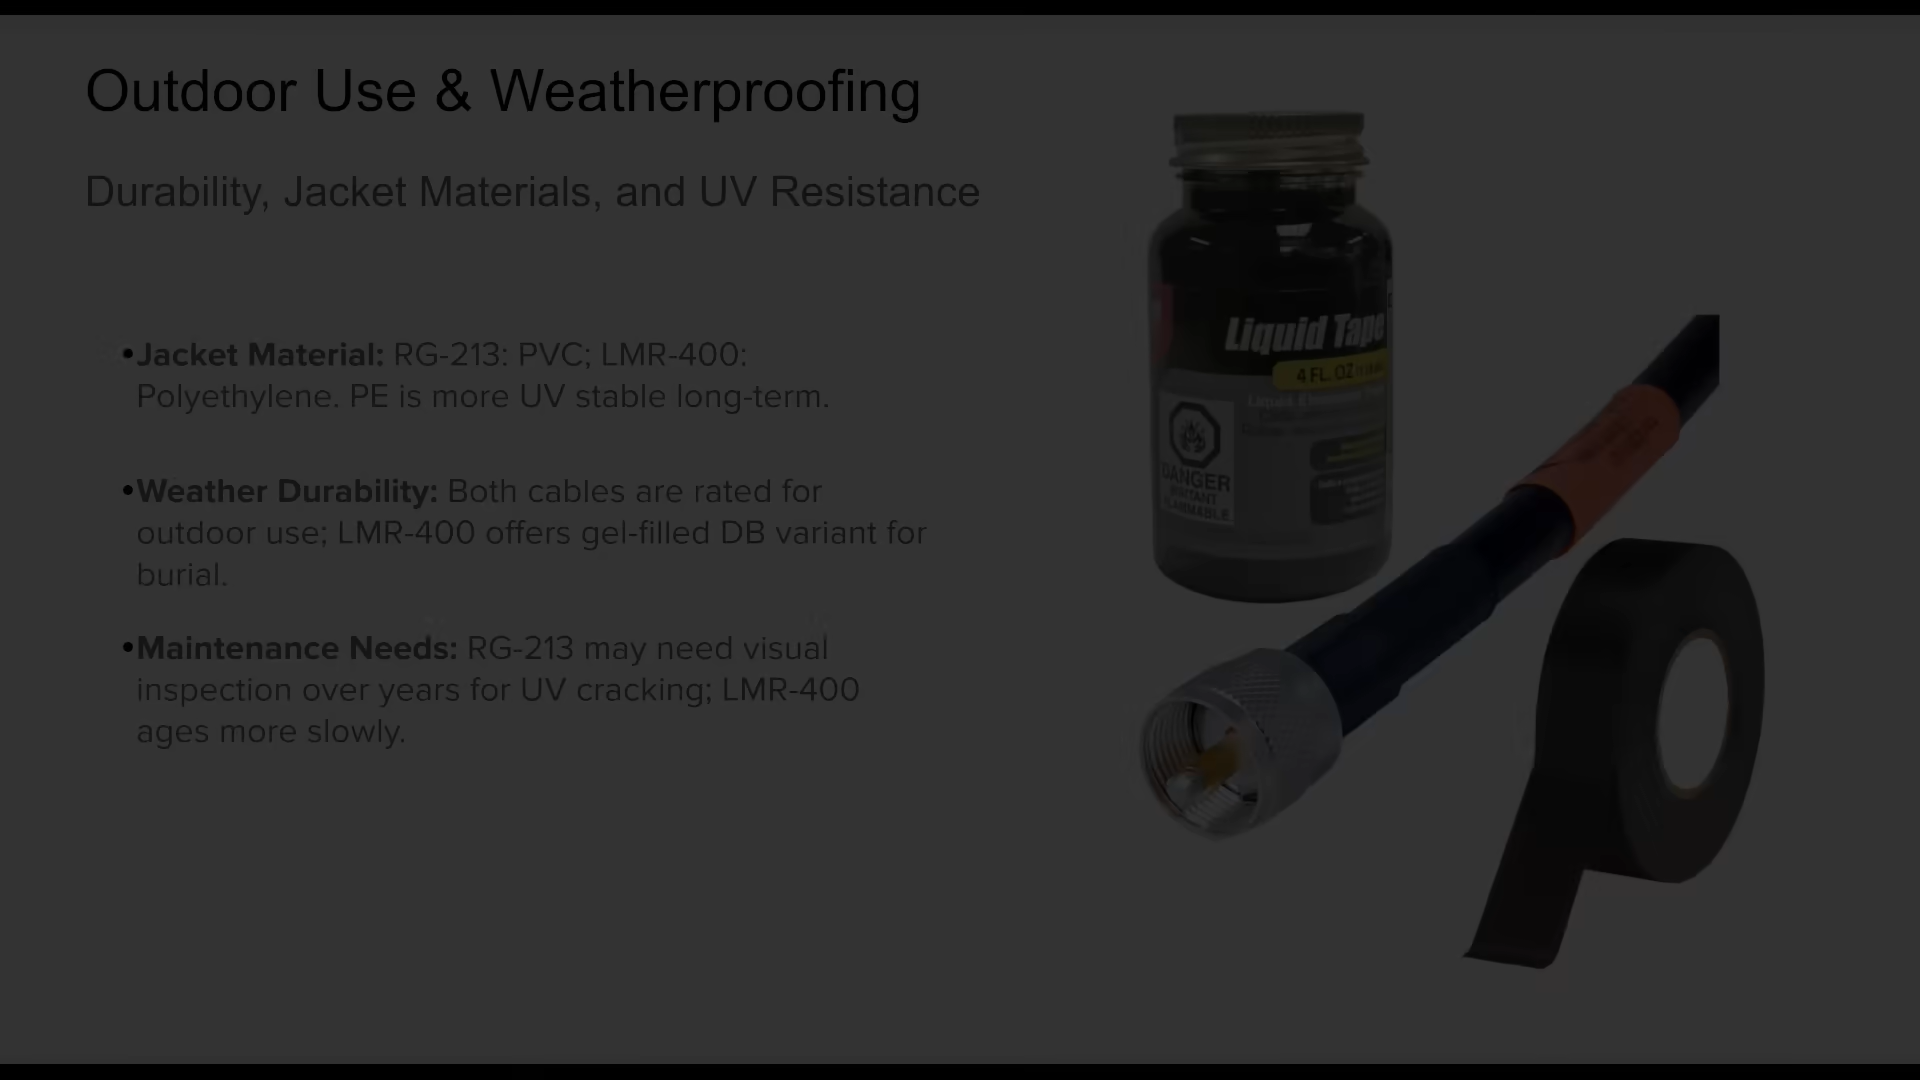 Outdoor Use & Weatherproofing
Durability, Jacket Materials, and UV Resistance
•Jacket Material: RG-213: PVC; LMR-400:
Polyethylene. PE is more UV stable long-term.
•Weather Durability: Both cables are rated for
outdoor use; LMR-400 offers gel-filled DB variant for
burial.
•Maintenance Needs: RG-213 may need visual
inspection over years for UV cracking; LMR-400
ages more slowly.
Liquid Tape
4 FL. OZ
DANGER
IRRITANT
FLAMMABLE